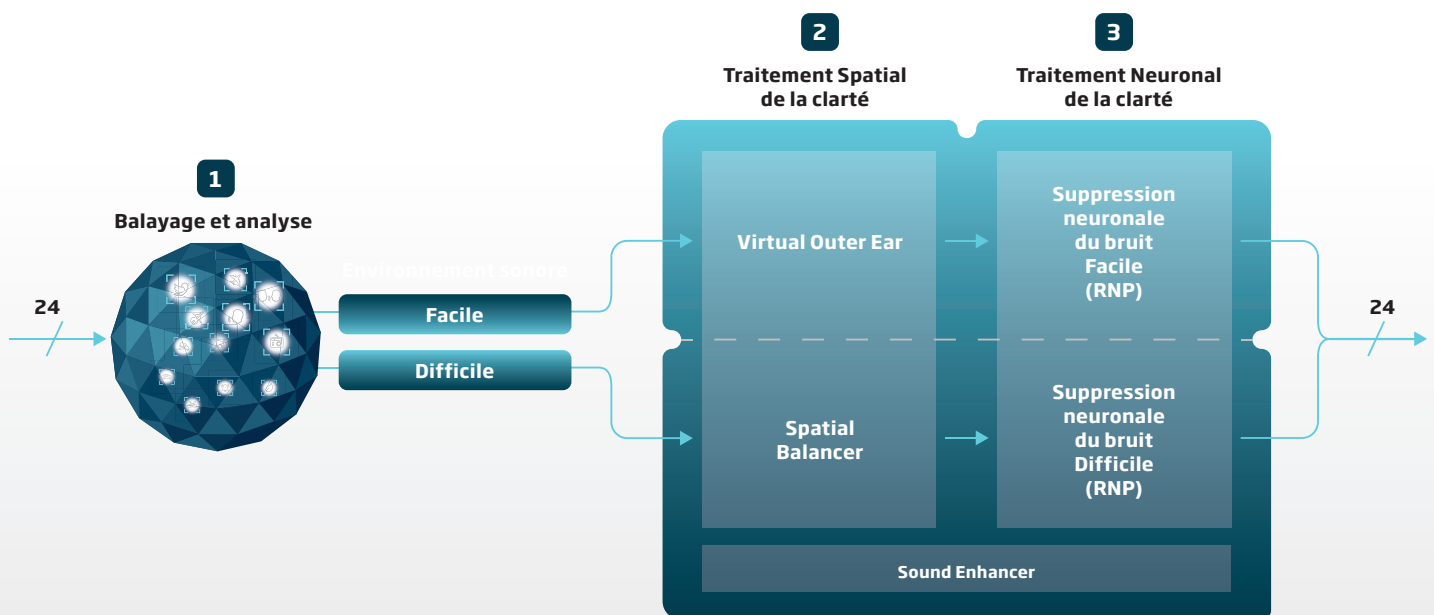 1
Balayage et analyse
24
Environnement sonore
Facile
Difficile
2
Traitement Spatial
de la clarté
3
Traitement Neuronal
de la clarté
Virtual Outer Ear
Suppression
neuronale
du bruit
Facile
(RNP)
Spatial
Balancer
Suppression
neuronale
du bruit
Difficile
(RNP)
Sound Enhancer
24